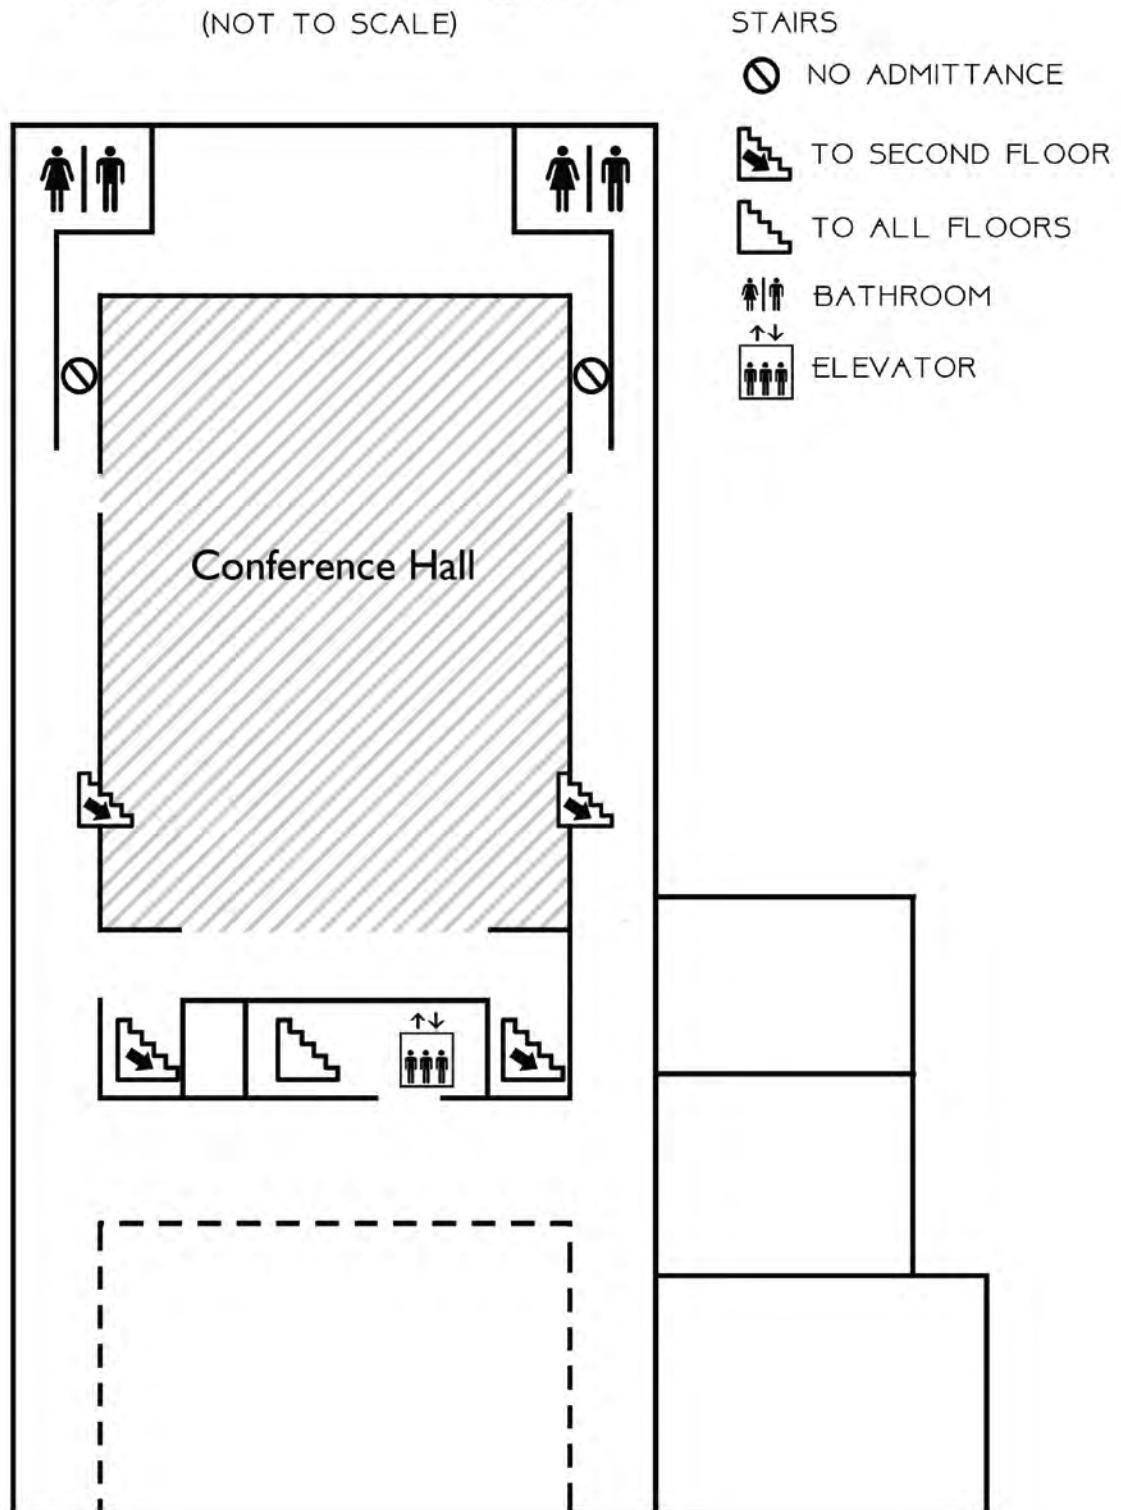 (NOT TO SCALE)
STAIRS
NO ADMITTANCE
TO SECOND FLOOR
TO ALL FLOORS
BATHROOM
ELEVATOR
Conference Hall